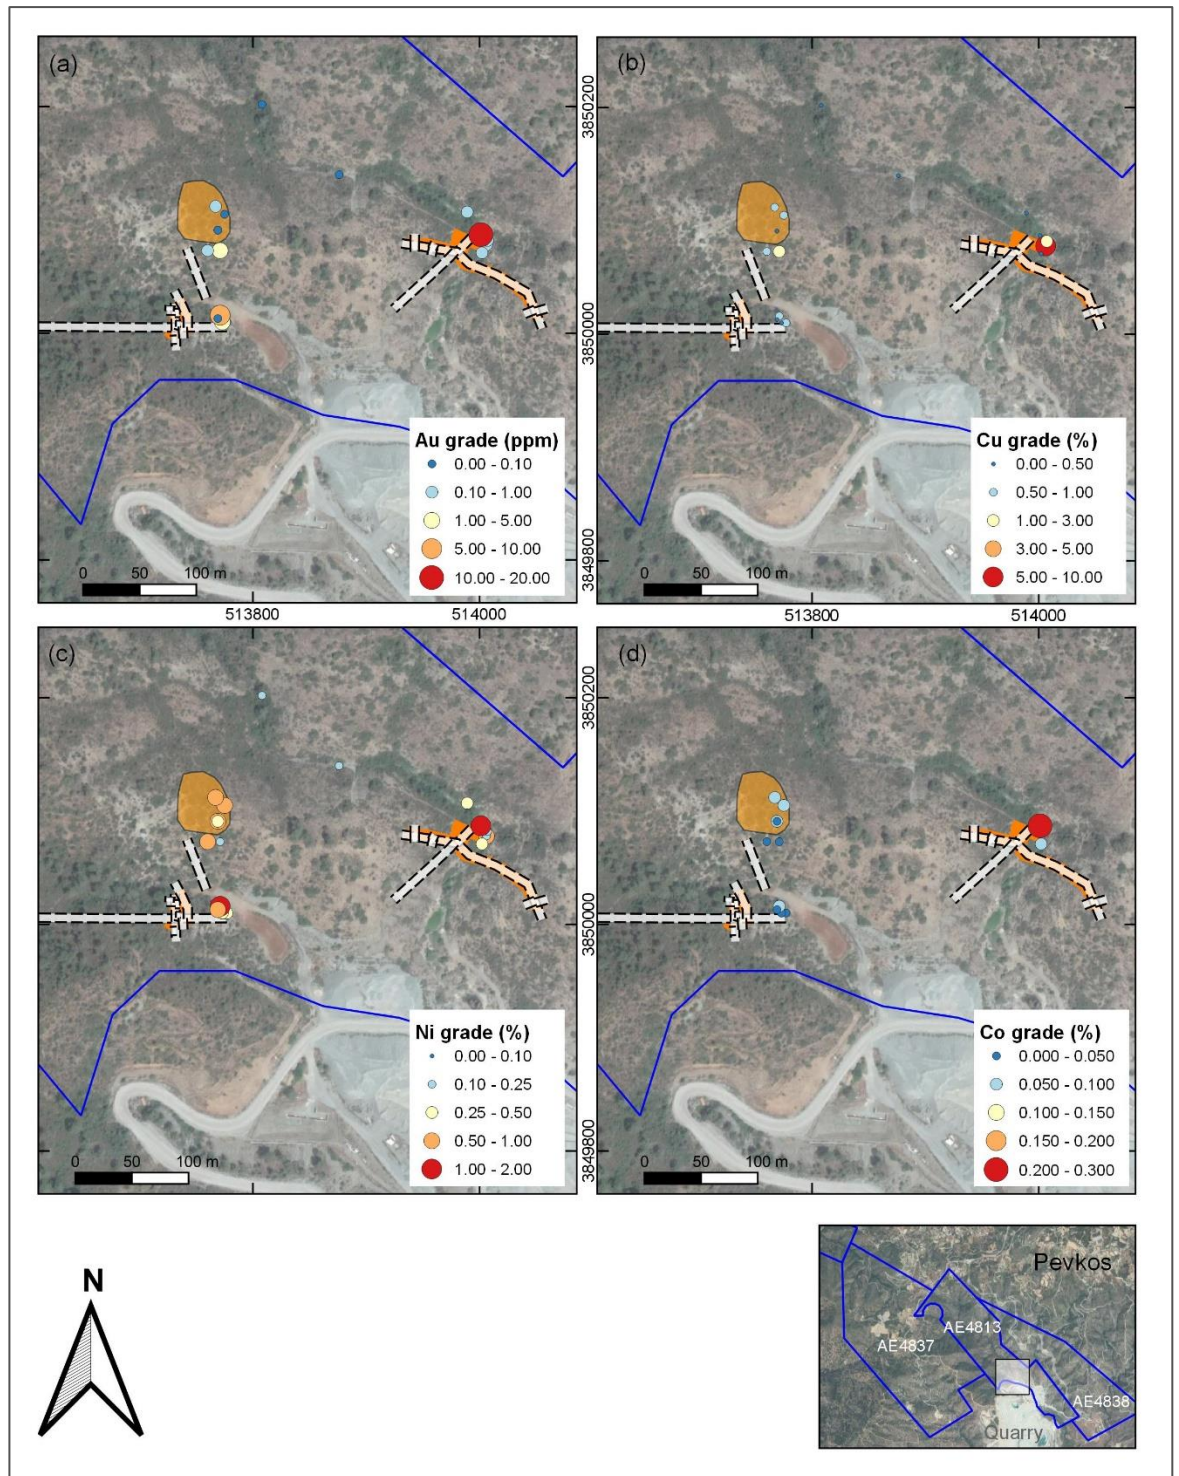 (a)
(b)
3850200
3850000
3849800
Au grade (ppm)
0.00 - 0.10
0.10 - 1.00
1.00 - 5.00
5.00 - 10.00
10.00 - 20.00
0 50 100 m
Cu grade (%)
0.00 - 0.50
0.50 - 1.00
1.00 - 3.00
3.00 - 5.00
5.00 - 10.00
0 50 100 m
513800 514000 513800 514000
(c)
(d)
3850200
3850000
3849800
Ni grade (%)
0.00 - 0.10
0.10 - 0.25
0.25 - 0.50
0.50 - 1.00
1.00 - 2.00
0 50 100 m
Co grade (%)
0.000 - 0.050
0.050 - 0.100
0.100 - 0.150
0.150 - 0.200
0.200 - 0.300
0 50 100 m
N
Pevkos
AE4813
AE4837
AE4838
Quarry